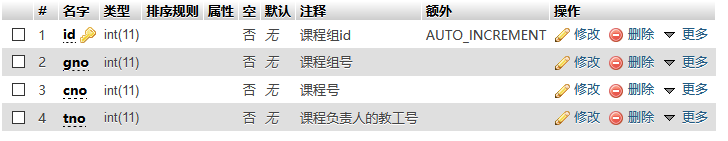 # 名字 类型 排序规则 属性 空 默认 注释 额外 操作
1 id int(11) 否 无 课程组id AUTO_INCREMENT 修改 删除 更多
2 gno int(11) 否 无 课程组号 修改 删除 更多
3 cno int(11) 否 无 课程号 修改 删除 更多
4 tno int(11) 否 无 课程负责人的教工号 修改 删除 更多